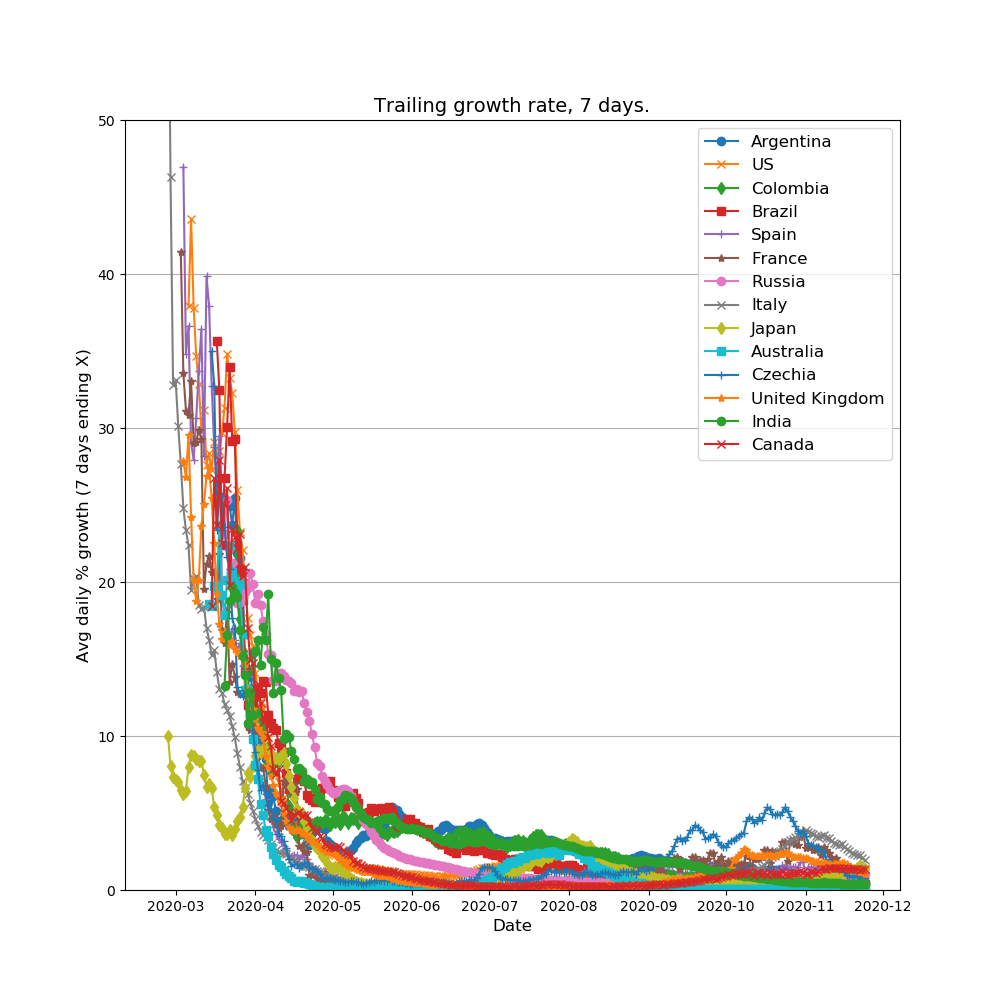 Trailing growth rate, 7 days.
Avg daily % growth (7 days ending X)
50
40
30
20
10
0
Argentina
US
Colombia
Brazil
Spain
France
Russia
Italy
Japan
Australia
Czechia
United Kingdom
India
Canada
2020-03 2020-04 2020-05 2020-06 2020-07 2020-08 2020-09 2020-10 2020-11 2020-12
Date